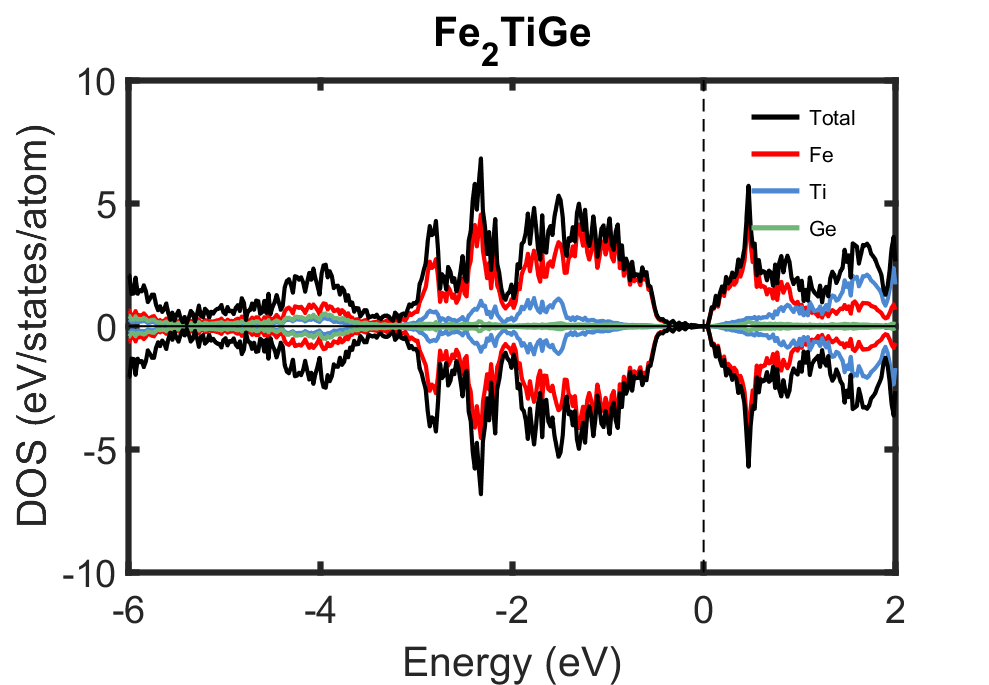 Fe2TiGe
10
5
0
-5
-10
DOS (eV/states/atom)
Total
Fe
Ti
Ge
-6 -4 -2 0 2
Energy (eV)